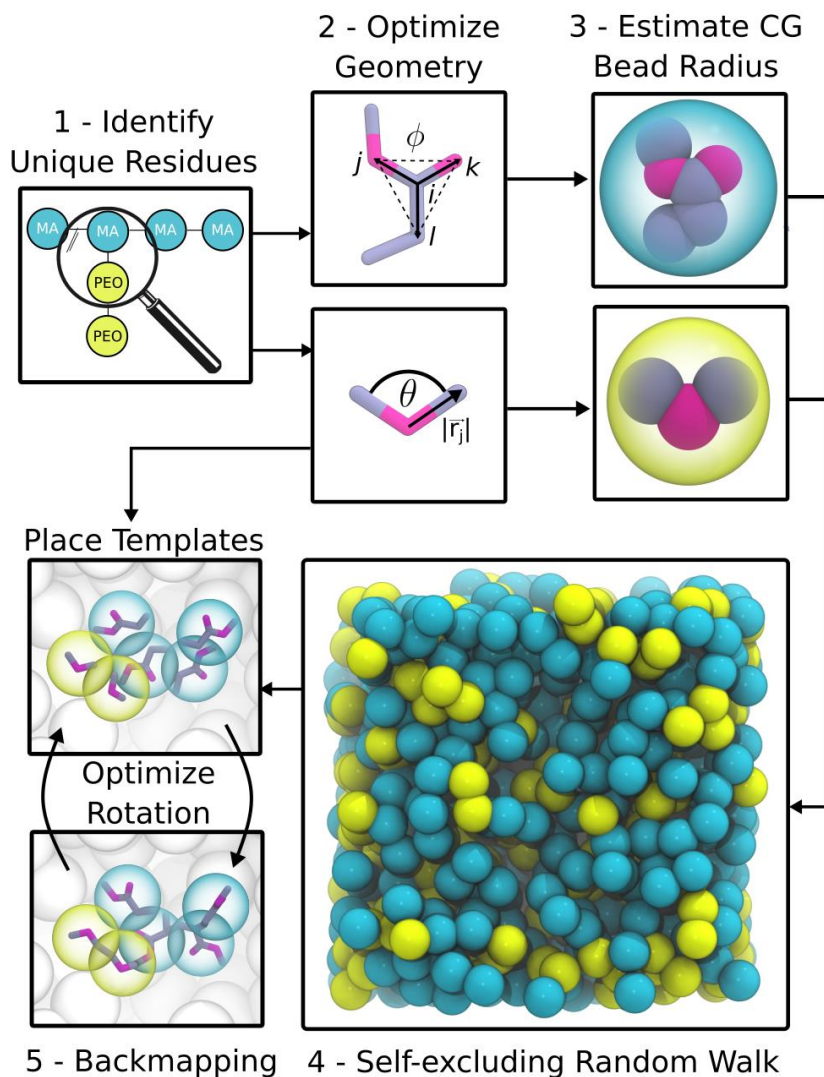 1 - Identify
Unique Residues
MA MA MA MA
PEO
PEO
2 - Optimize
Geometry
ϕ
j k
i
l
θ
|r⃗j|
3 - Estimate CG
Bead Radius
Place Templates
Optimize
Rotation
5 - Backmapping
4 - Self-excluding Random Walk